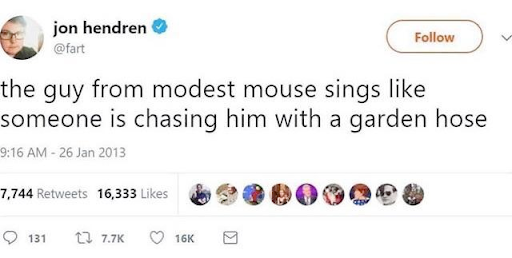 jon hendren
@fart
Follow
the guy from modest mouse sings like
someone is chasing him with a garden hose
9:16 AM - 26 Jan 2013
7,744 Retweets 16,333 Likes
131 7.7K 16K